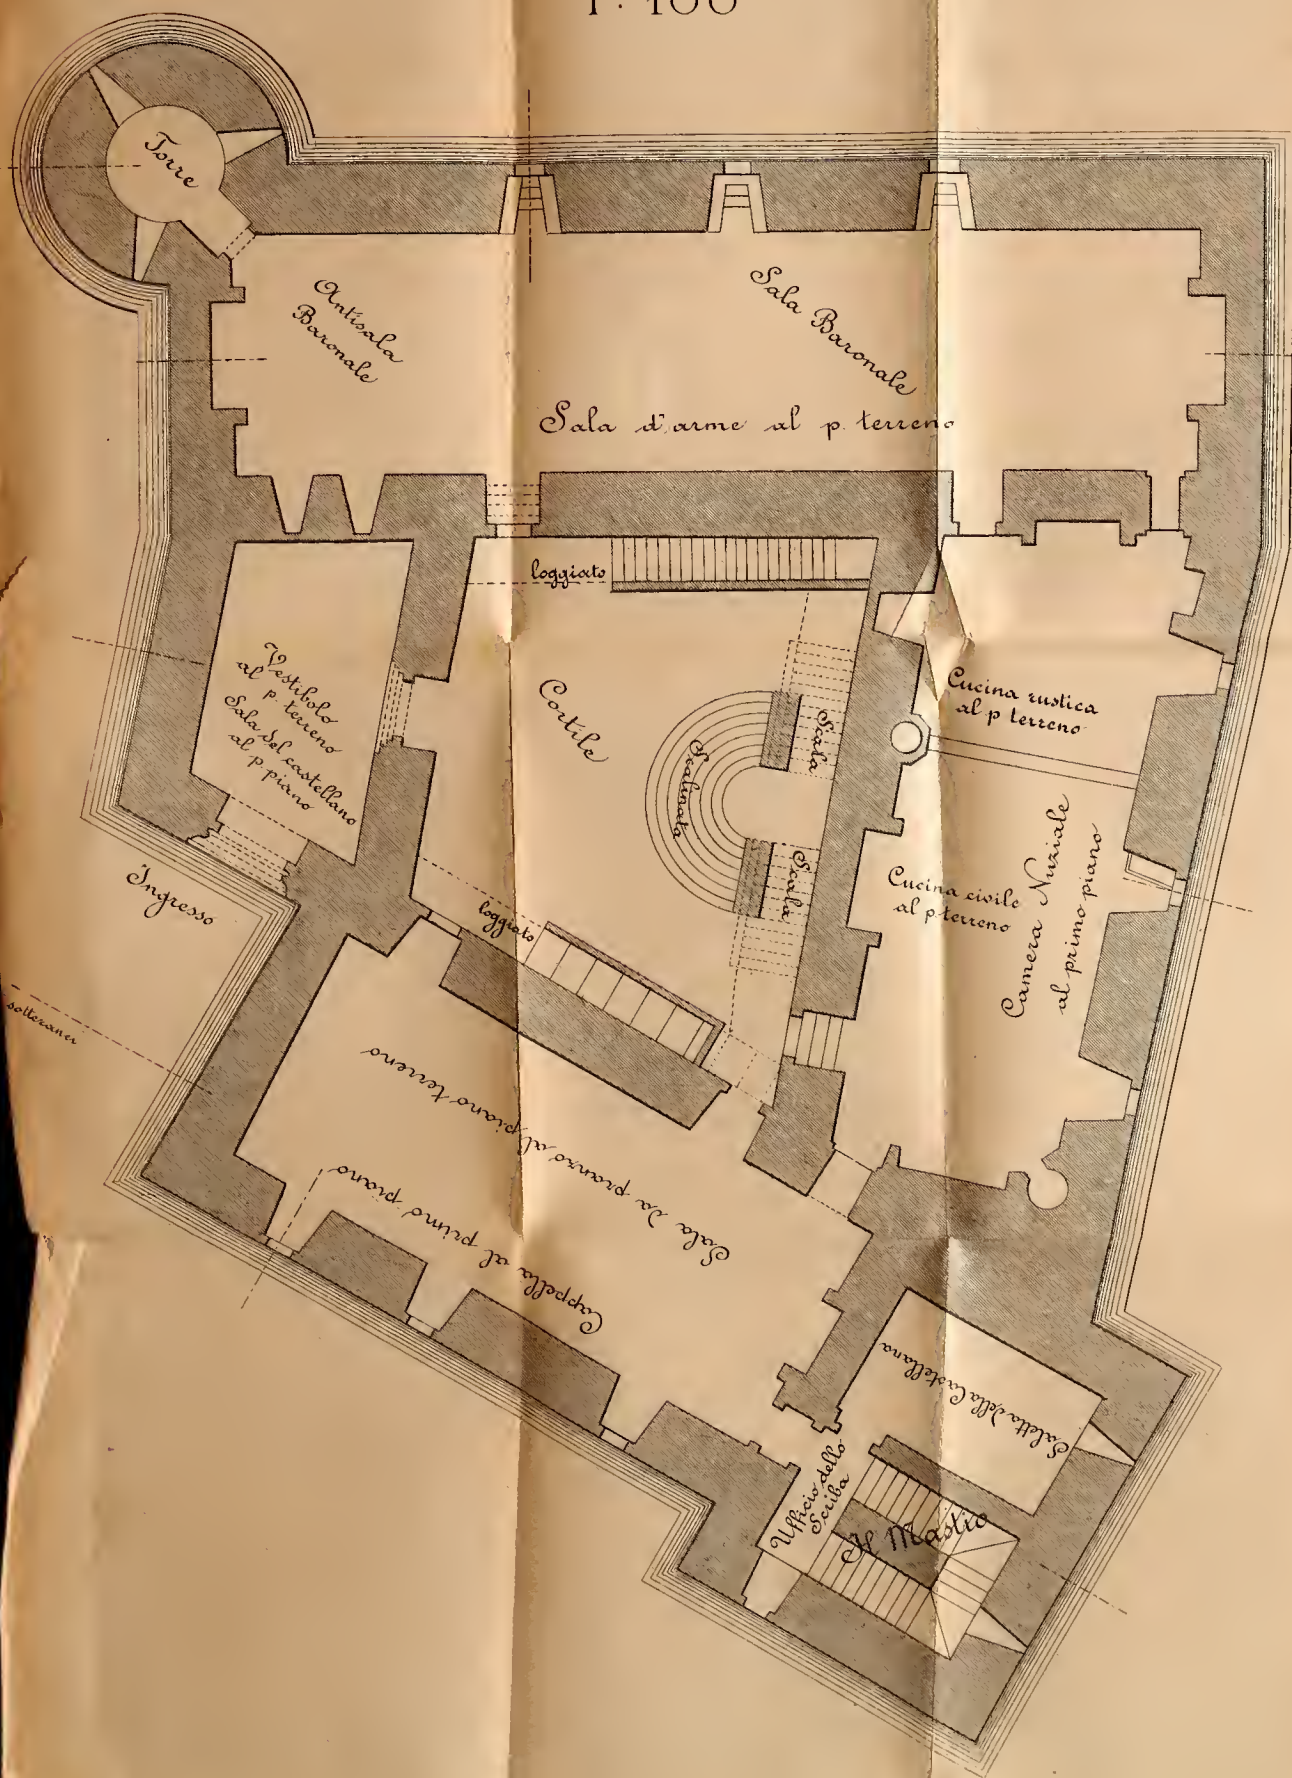 1:100
Torre
Antisala
Baronale
Sala Baronale
Sala d'arme al p. terreno
loggiato
Vestibolo
al p. terreno
Sala del castellano
al p. piano
Cortile
Scalinata
Scala
Scala
Cucina rustica
al p terreno
Cucina civile
al p terreno
Camera Nuziale
al primo piano
Ingresso
loggiato
sotteranei
Sala da pranzo al piano terreno
Cappella al primo piano
Saletta della Castellana
Ufficio dello
Scriba
Il Mastio